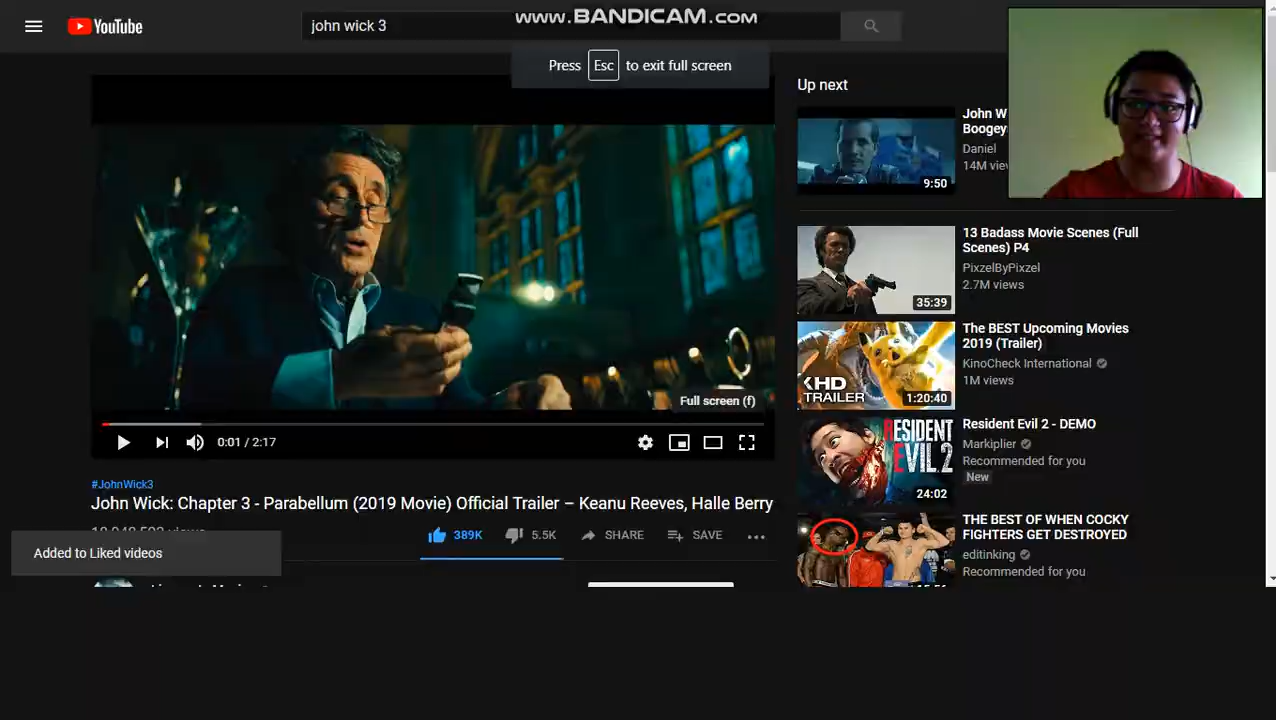 www.BANDICAM.com
YouTube
john wick 3
Press Esc to exit full screen
Up next
John W
Boogey
Daniel
14M view
9:50
13 Badass Movie Scenes (Full
Scenes) P4
PixzelByPixzel
2.7M views
35:39
The BEST Upcoming Movies
2019 (Trailer)
KinoCheck International
1M views
KHD
TRAILER
1:20:40
Full screen (f)
0:01 / 2:17
Resident Evil 2 - DEMO
Markiplier
Recommended for you
New
RESIDENT
EVIL 2
24:02
#JohnWick3
John Wick: Chapter 3 - Parabellum (2019 Movie) Official Trailer – Keanu Reeves, Halle Berry
389K 5.5K SHARE SAVE
Added to Liked videos
THE BEST OF WHEN COCKY
FIGHTERS GET DESTROYED
editinking
Recommended for you